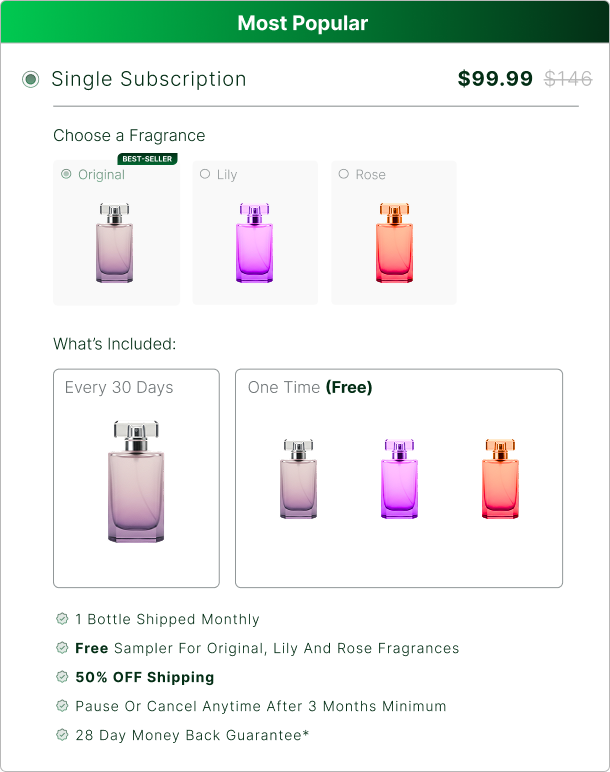 Most Popular
Single Subscription $99.99 $146
Choose a Fragrance
BEST-SELLER
Original Lily Rose
What's Included:
Every 30 Days One Time (Free)
1 Bottle Shipped Monthly
Free Sampler For Original, Lily And Rose Fragrances
50% OFF Shipping
Pause Or Cancel Anytime After 3 Months Minimum
28 Day Money Back Guarantee*